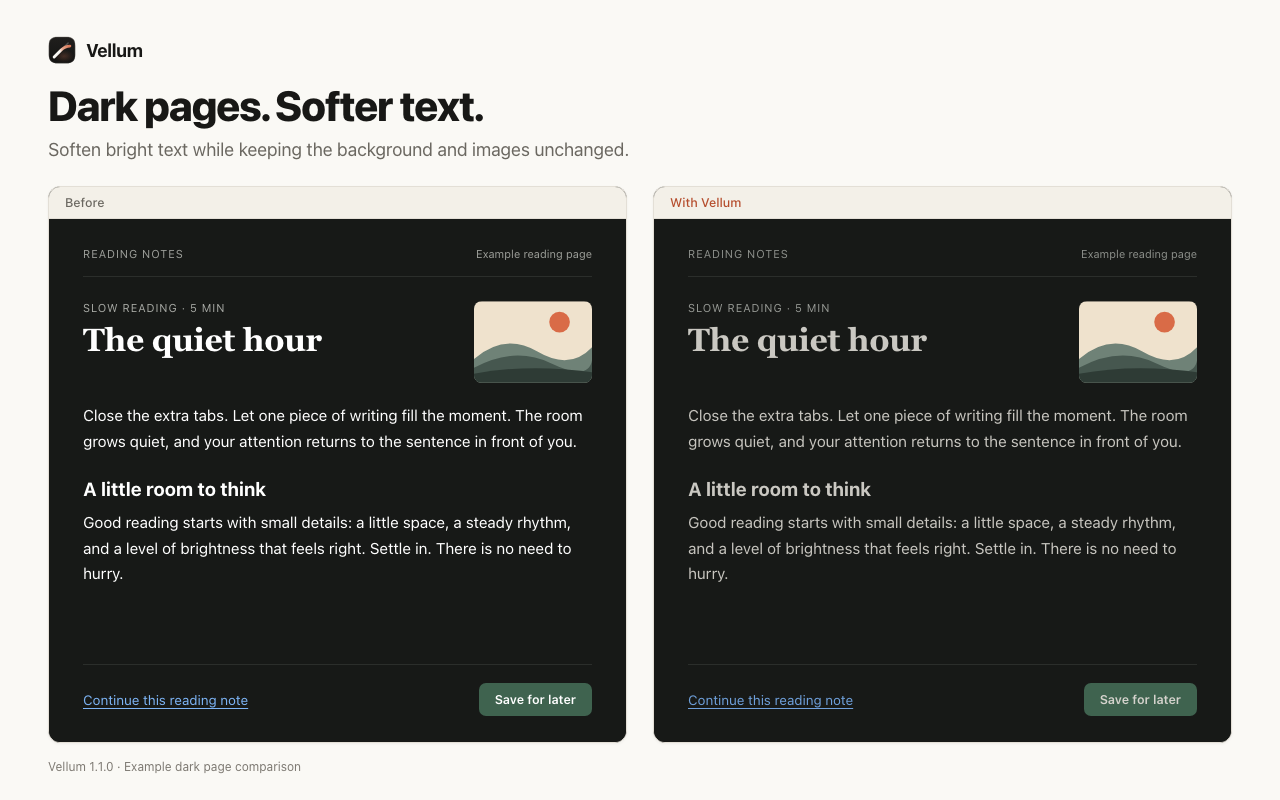 Vellum
Dark pages. Softer text.
Soften bright text while keeping the background and images unchanged.
Before
READING NOTES
Example reading page
SLOW READING · 5 MIN
The quiet hour
Close the extra tabs. Let one piece of writing fill the moment. The room
grows quiet, and your attention returns to the sentence in front of you.
A little room to think
Good reading starts with small details: a little space, a steady rhythm,
and a level of brightness that feels right. Settle in. There is no need to
hurry.
Continue this reading note
Save for later
With Vellum
READING NOTES
Example reading page
SLOW READING · 5 MIN
The quiet hour
Close the extra tabs. Let one piece of writing fill the moment. The room
grows quiet, and your attention returns to the sentence in front of you.
A little room to think
Good reading starts with small details: a little space, a steady rhythm,
and a level of brightness that feels right. Settle in. There is no need to
hurry.
Continue this reading note
Save for later
Vellum 1.1.0 · Example dark page comparison